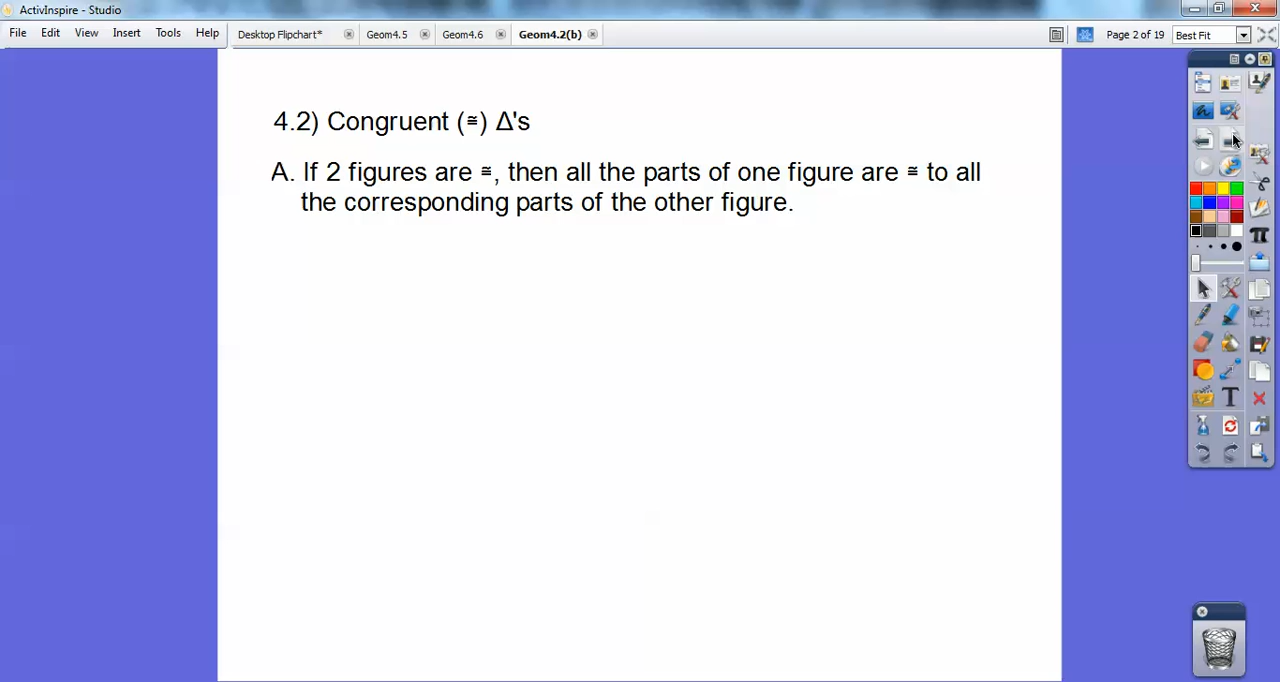 ActivInspire - Studio
File Edit View Insert Tools Help Desktop Flipchart* Geom4.5 Geom4.6 Geom4.2(b) Page 2 of 19 Best Fit
4.2) Congruent (≅) Δ's
A. If 2 figures are ≅, then all the parts of one figure are ≅ to all
the corresponding parts of the other figure.